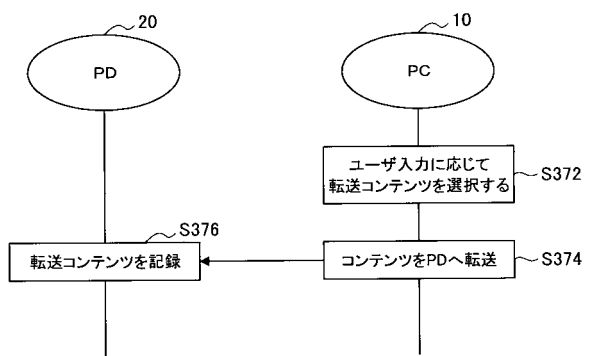 20
10
PD
PC
ユーザ入力に応じて
転送コンテンツを選択する
S372
S376
転送コンテンツを記録
コンテンツをPDへ転送
S374